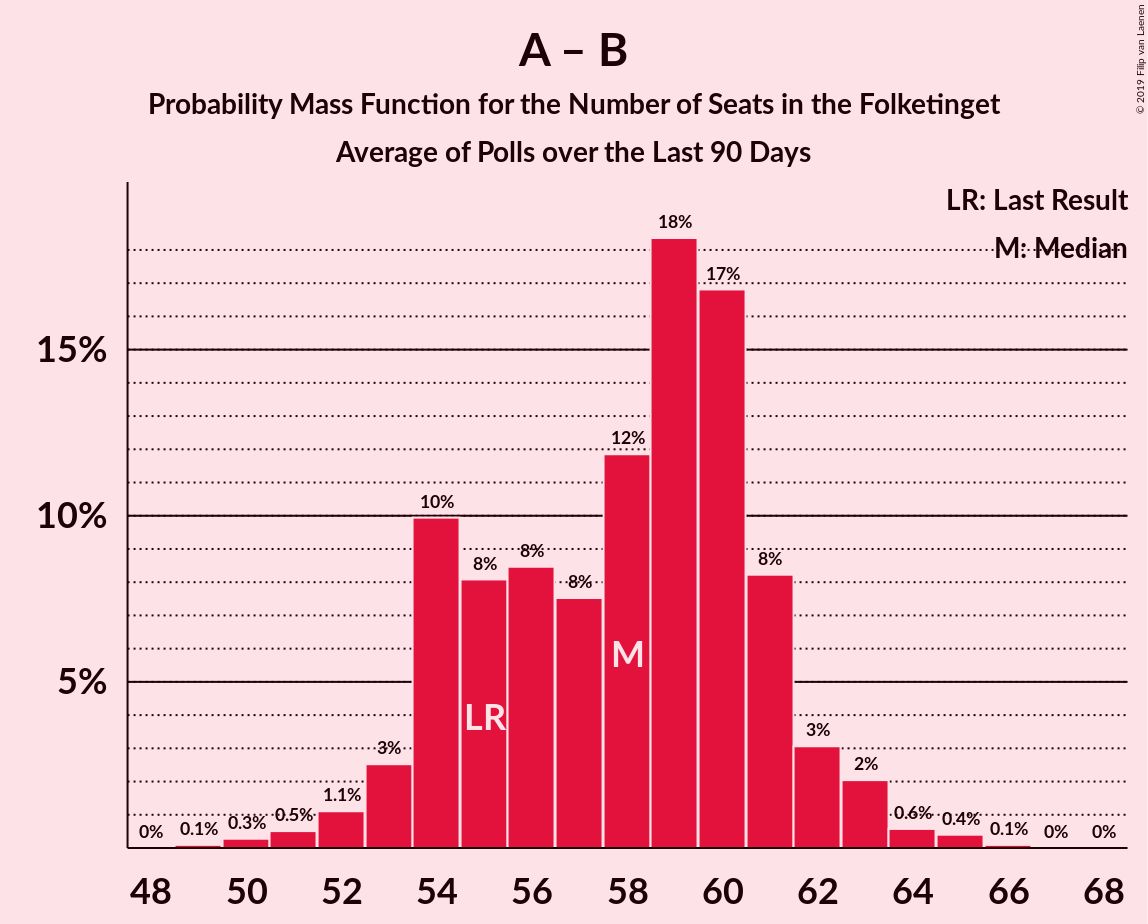 A – B
Probability Mass Function for the Number of Seats in the Folketinget
Average of Polls over the Last 90 Days
© 2019 Filip van Laenen
LR: Last Result
M: Median
15%
10%
5%
0%
0.1%
0.3%
0.5%
1.1%
3%
10%
8%
8%
8%
12%
18%
17%
8%
3%
2%
0.6%
0.4%
0.1%
0%
0%
LR
M
48 50 52 54 56 58 60 62 64 66 68